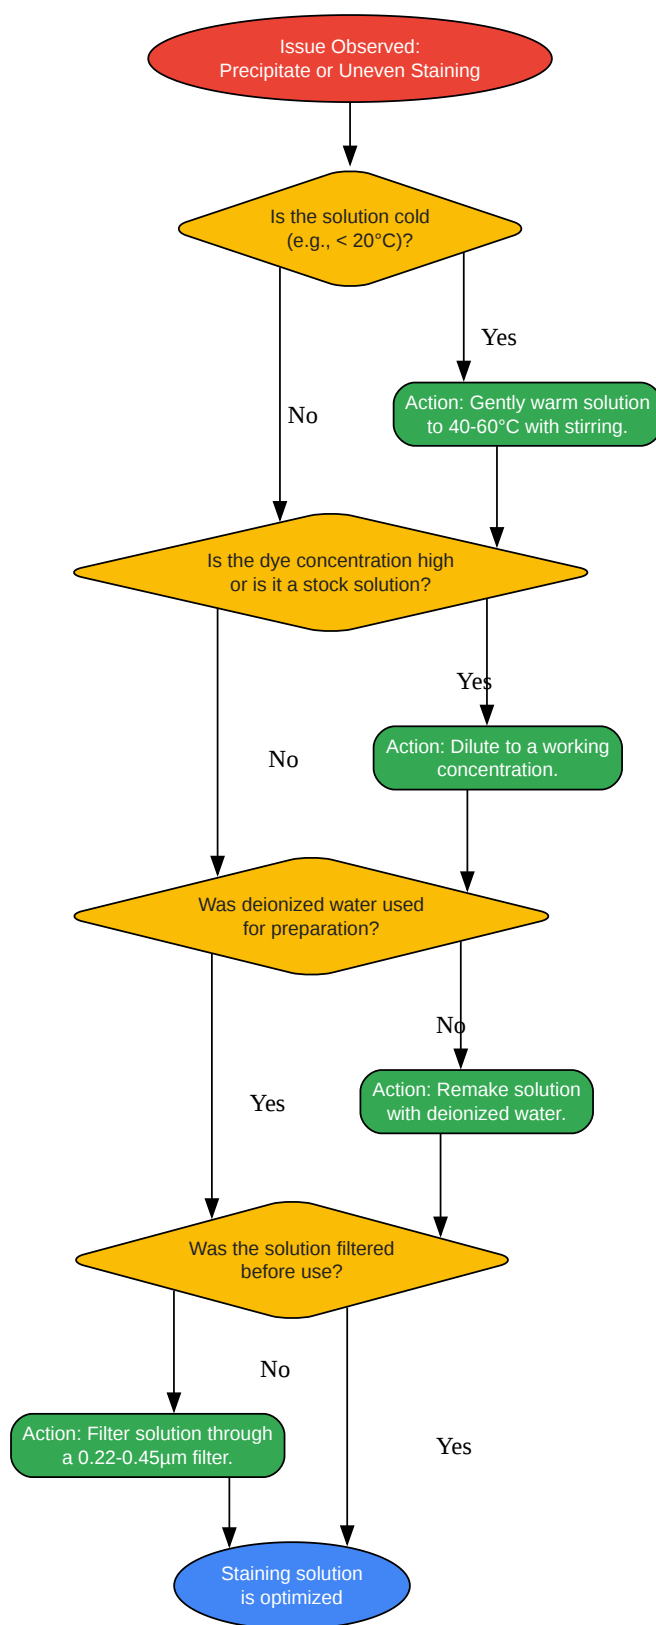 Issue Observed:
Precipitate or Uneven Staining
Is the solution cold
(e.g., < 20°C)?
Yes
Action: Gently warm solution
to 40-60°C with stirring.
No
Is the dye concentration high
or is it a stock solution?
Yes
Action: Dilute to a working
concentration.
No
Was deionized water used
for preparation?
No
Action: Remake solution
with deionized water.
Yes
Was the solution filtered
before use?
No
Action: Filter solution through
a 0.22-0.45µm filter.
Yes
Staining solution
is optimized